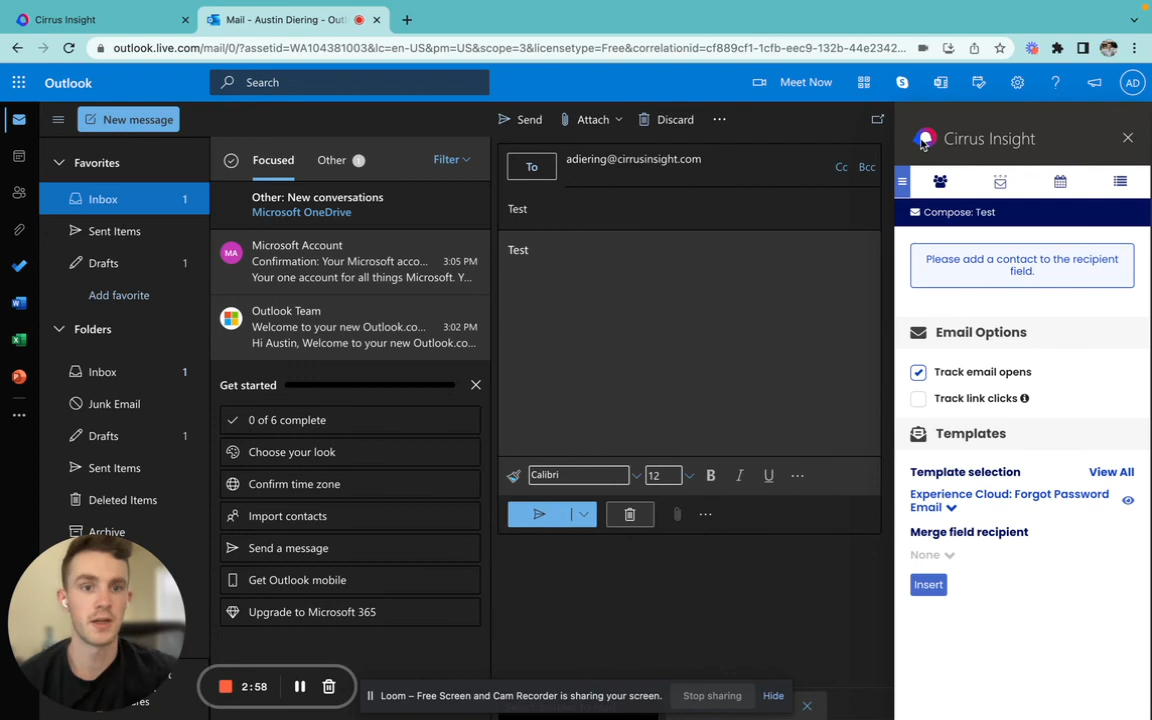 Cirrus Insight
Mail - Austin Diering - Outl
outlook.live.com/mail/0/?assetid=WA104381003&lc=en-US&pm=US&scope=3&licensetype=Free&correlationid=cf889cf1-1cfb-eec9-132b-44e2342...
Outlook
Search
Meet Now
AD
New message
Send
Attach
Discard
Cirrus Insight
Favorites
Inbox 1
Sent Items
Drafts 1
Add favorite
Folders
Inbox 1
Junk Email
Drafts 1
Sent Items
Deleted Items
Archive
Focused
Other 1
Filter
Other: New conversations
Microsoft OneDrive
MA
Microsoft Account
Confirmation: Your Microsoft acco... 3:05 PM
Your one account for all things Microsoft. Y...
Outlook Team
Welcome to your new Outlook.co... 3:02 PM
Hi Austin, Welcome to your new Outlook.co...
Get started
0 of 6 complete
Choose your look
Confirm time zone
Import contacts
Send a message
Get Outlook mobile
Upgrade to Microsoft 365
To
adiering@cirrusinsight.com
Cc Bcc
Test
Test
Calibri
12
B I U
Compose: Test
Please add a contact to the recipient
field.
Email Options
Track email opens
Track link clicks
Templates
Template selection
View All
Experience Cloud: Forgot Password
Email
Merge field recipient
None
Insert
2:58
Loom – Free Screen and Cam Recorder is sharing your screen.
Stop sharing
Hide